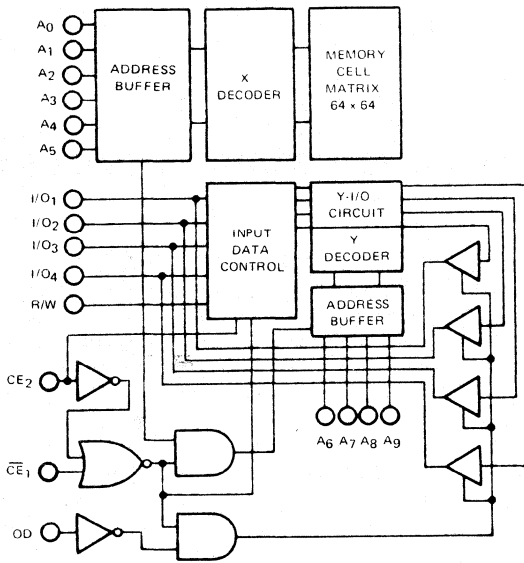 A0
A1
A2
A3
A4
A5
ADDRESS
BUFFER
X
DECODER
MEMORY
CELL
MATRIX
64 × 64
I/O1
I/O2
I/O3
I/O4
R/W
INPUT
DATA
CONTROL
Y-I/O
CIRCUIT
Y
DECODER
ADDRESS
BUFFER
A6
A7
A8
A9
CE2
C̅E̅1
OD